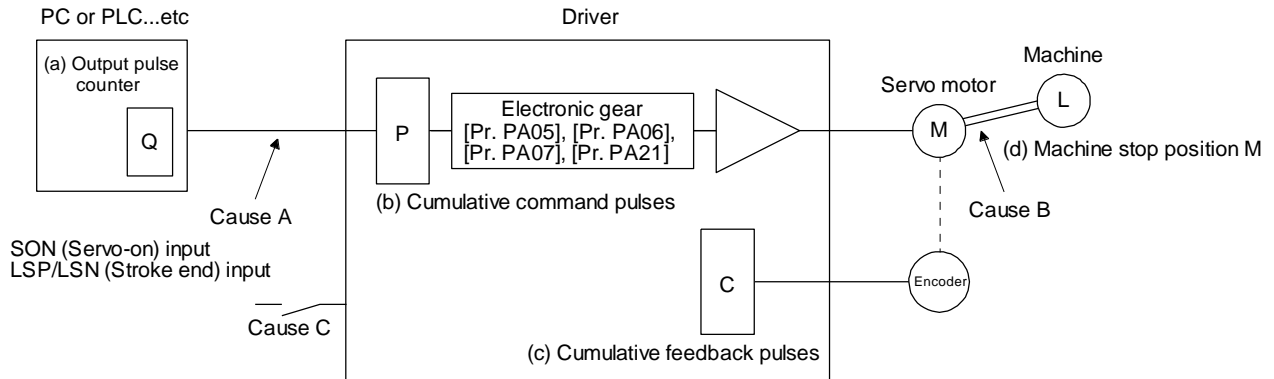 PC or PLC...etc
Driver
(a) Output pulse
counter
Q
Machine
Servo motor
L
P
Electronic gear
[Pr. PA05], [Pr. PA06],
[Pr. PA07], [Pr. PA21]
M
(d) Machine stop position M
(b) Cumulative command pulses
Cause A
Cause B
SON (Servo-on) input
LSP/LSN (Stroke end) input
C
Encoder
Cause C
(c) Cumulative feedback pulses